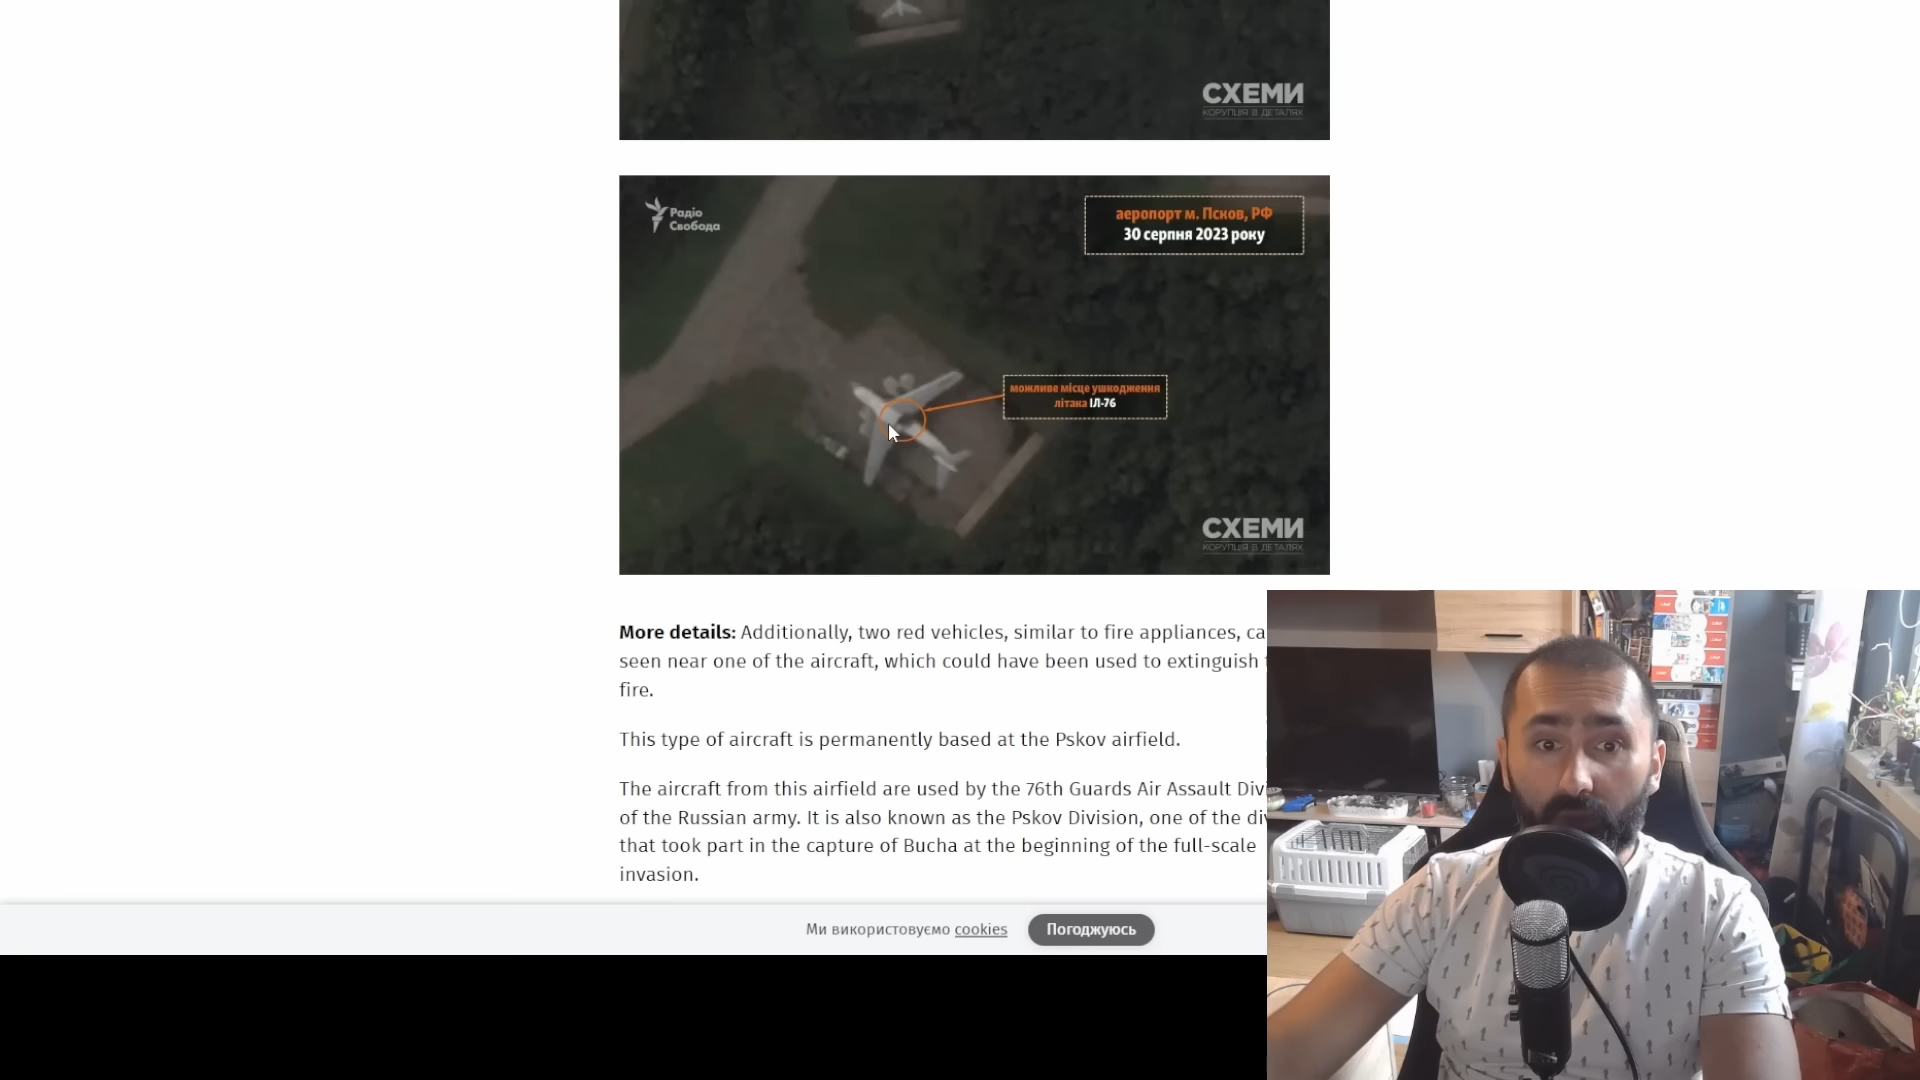 СХЕМИ
КОРУПЦІЯ В ДЕТАЛЯХ
Радіо
Свобода
аеропорт м. Псков, РФ
30 серпня 2023 року
можливе місце ушкодження
літака ІЛ-76
СХЕМИ
КОРУПЦІЯ В ДЕТАЛЯХ
More details: Additionally, two red vehicles, similar to fire appliances, ca
seen near one of the aircraft, which could have been used to extinguish
fire.
This type of aircraft is permanently based at the Pskov airfield.
The aircraft from this airfield are used by the 76th Guards Air Assault Div
of the Russian army. It is also known as the Pskov Division, one of the di
that took part in the capture of Bucha at the beginning of the full-scale
invasion.
Ми використовуємо cookies
Погоджуюсь